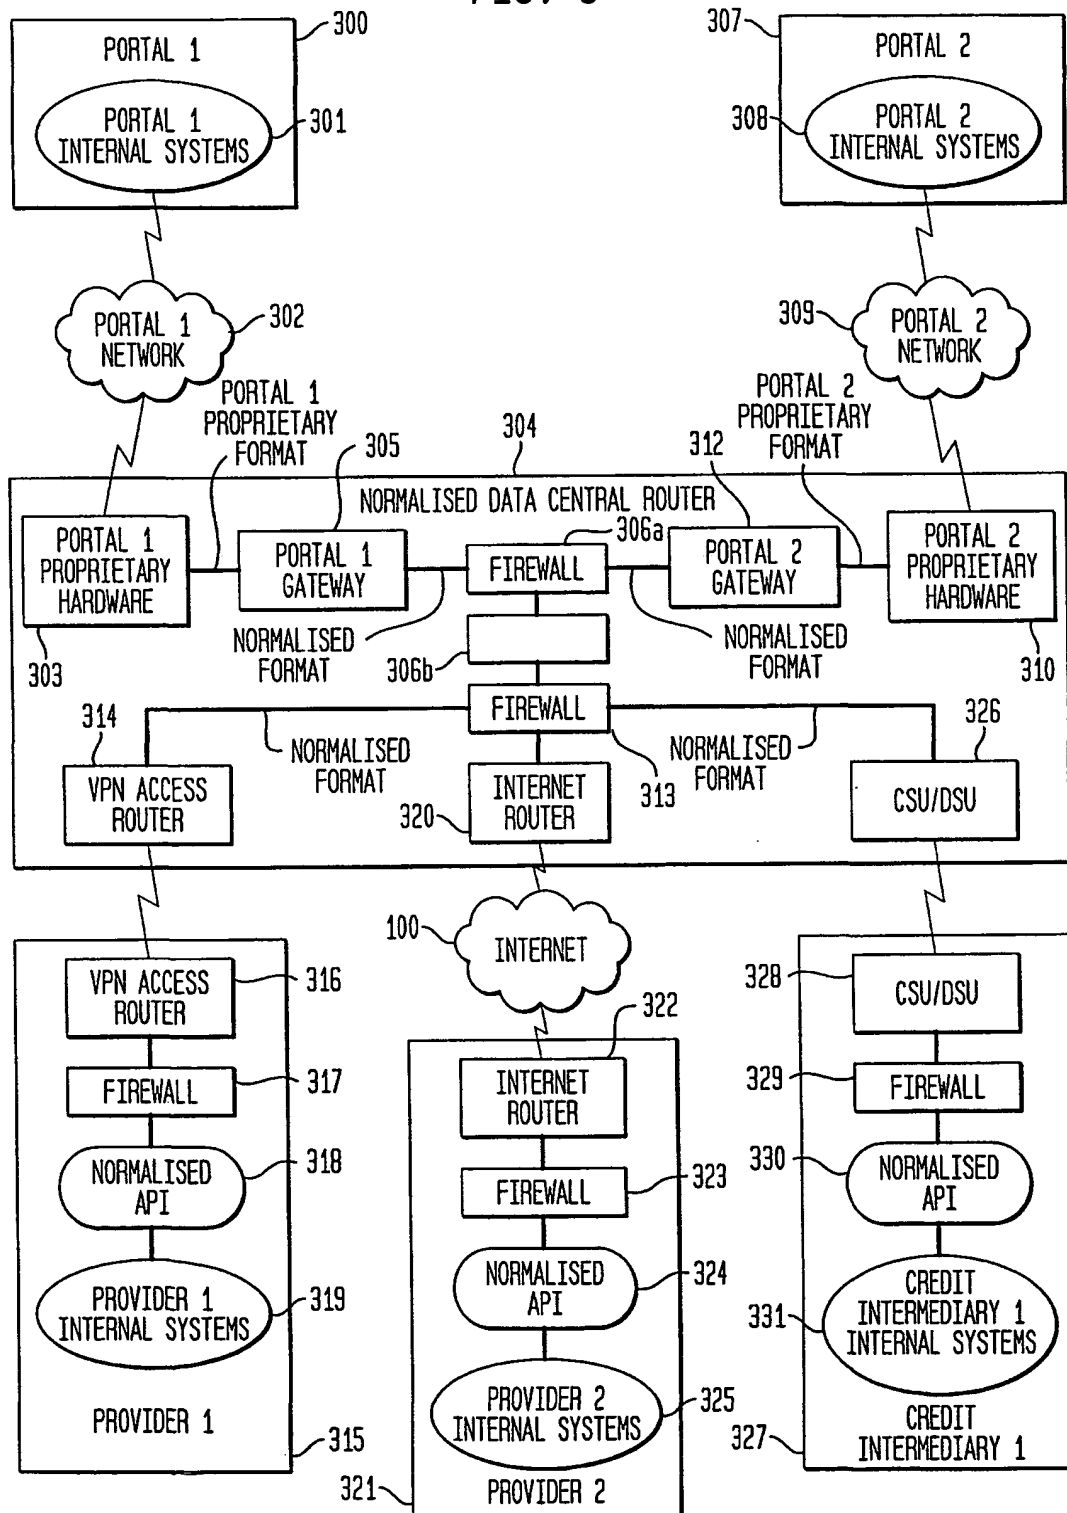 300
PORTAL 1
PORTAL 1
INTERNAL SYSTEMS
301
307
PORTAL 2
PORTAL 2
INTERNAL SYSTEMS
308
PORTAL 1
NETWORK
302
309
PORTAL 2
NETWORK
PORTAL 1
PROPRIETARY
FORMAT
305
304
312
PORTAL 2
PROPRIETARY
FORMAT
NORMALISED DATA CENTRAL ROUTER
PORTAL 1
PROPRIETARY
HARDWARE
303
PORTAL 1
GATEWAY
306a
FIREWALL
PORTAL 2
GATEWAY
PORTAL 2
PROPRIETARY
HARDWARE
310
NORMALISED
FORMAT
306b
NORMALISED
FORMAT
314
FIREWALL
313
326
NORMALISED
FORMAT
NORMALISED
FORMAT
VPN ACCESS
ROUTER
320
INTERNET
ROUTER
CSU/DSU
100
INTERNET
VPN ACCESS
ROUTER
316
FIREWALL
317
NORMALISED
API
318
PROVIDER 1
INTERNAL SYSTEMS
319
PROVIDER 1
315
322
INTERNET
ROUTER
FIREWALL
323
NORMALISED
API
324
PROVIDER 2
INTERNAL SYSTEMS
325
321
PROVIDER 2
328
CSU/DSU
329
FIREWALL
330
NORMALISED
API
331
CREDIT
INTERMEDIARY 1
INTERNAL SYSTEMS
327
CREDIT
INTERMEDIARY 1